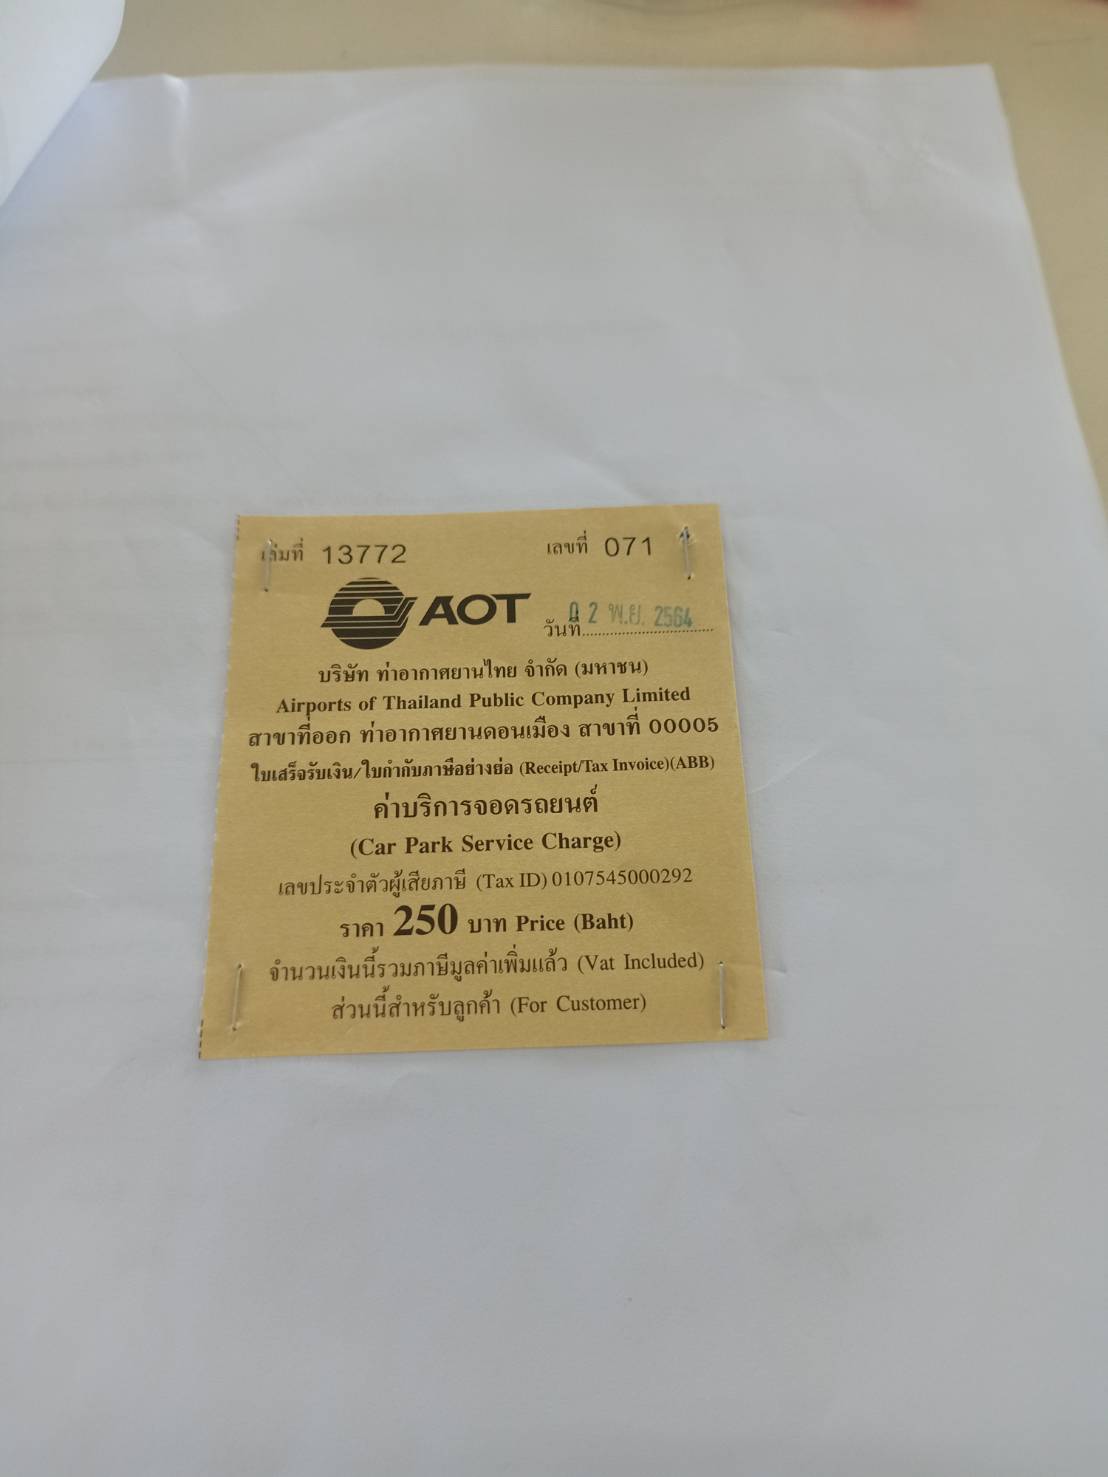 เล่มที่ 13772 เลขที่ 071
AOT วันที่ 02 พ.ย. 2564
บริษัท ท่าอากาศยานไทย จำกัด (มหาชน)
Airports of Thailand Public Company Limited
สาขาที่ออก ท่าอากาศยานดอนเมือง สาขาที่ 00005
ใบเสร็จรับเงิน/ใบกำกับภาษีอย่างย่อ (Receipt/Tax Invoice)(ABB)
ค่าบริการจอดรถยนต์
(Car Park Service Charge)
เลขประจำตัวผู้เสียภาษี (Tax ID) 0107545000292
ราคา 250 บาท Price (Baht)
จำนวนเงินนี้รวมภาษีมูลค่าเพิ่มแล้ว (Vat Included)
ส่วนนี้สำหรับลูกค้า (For Customer)